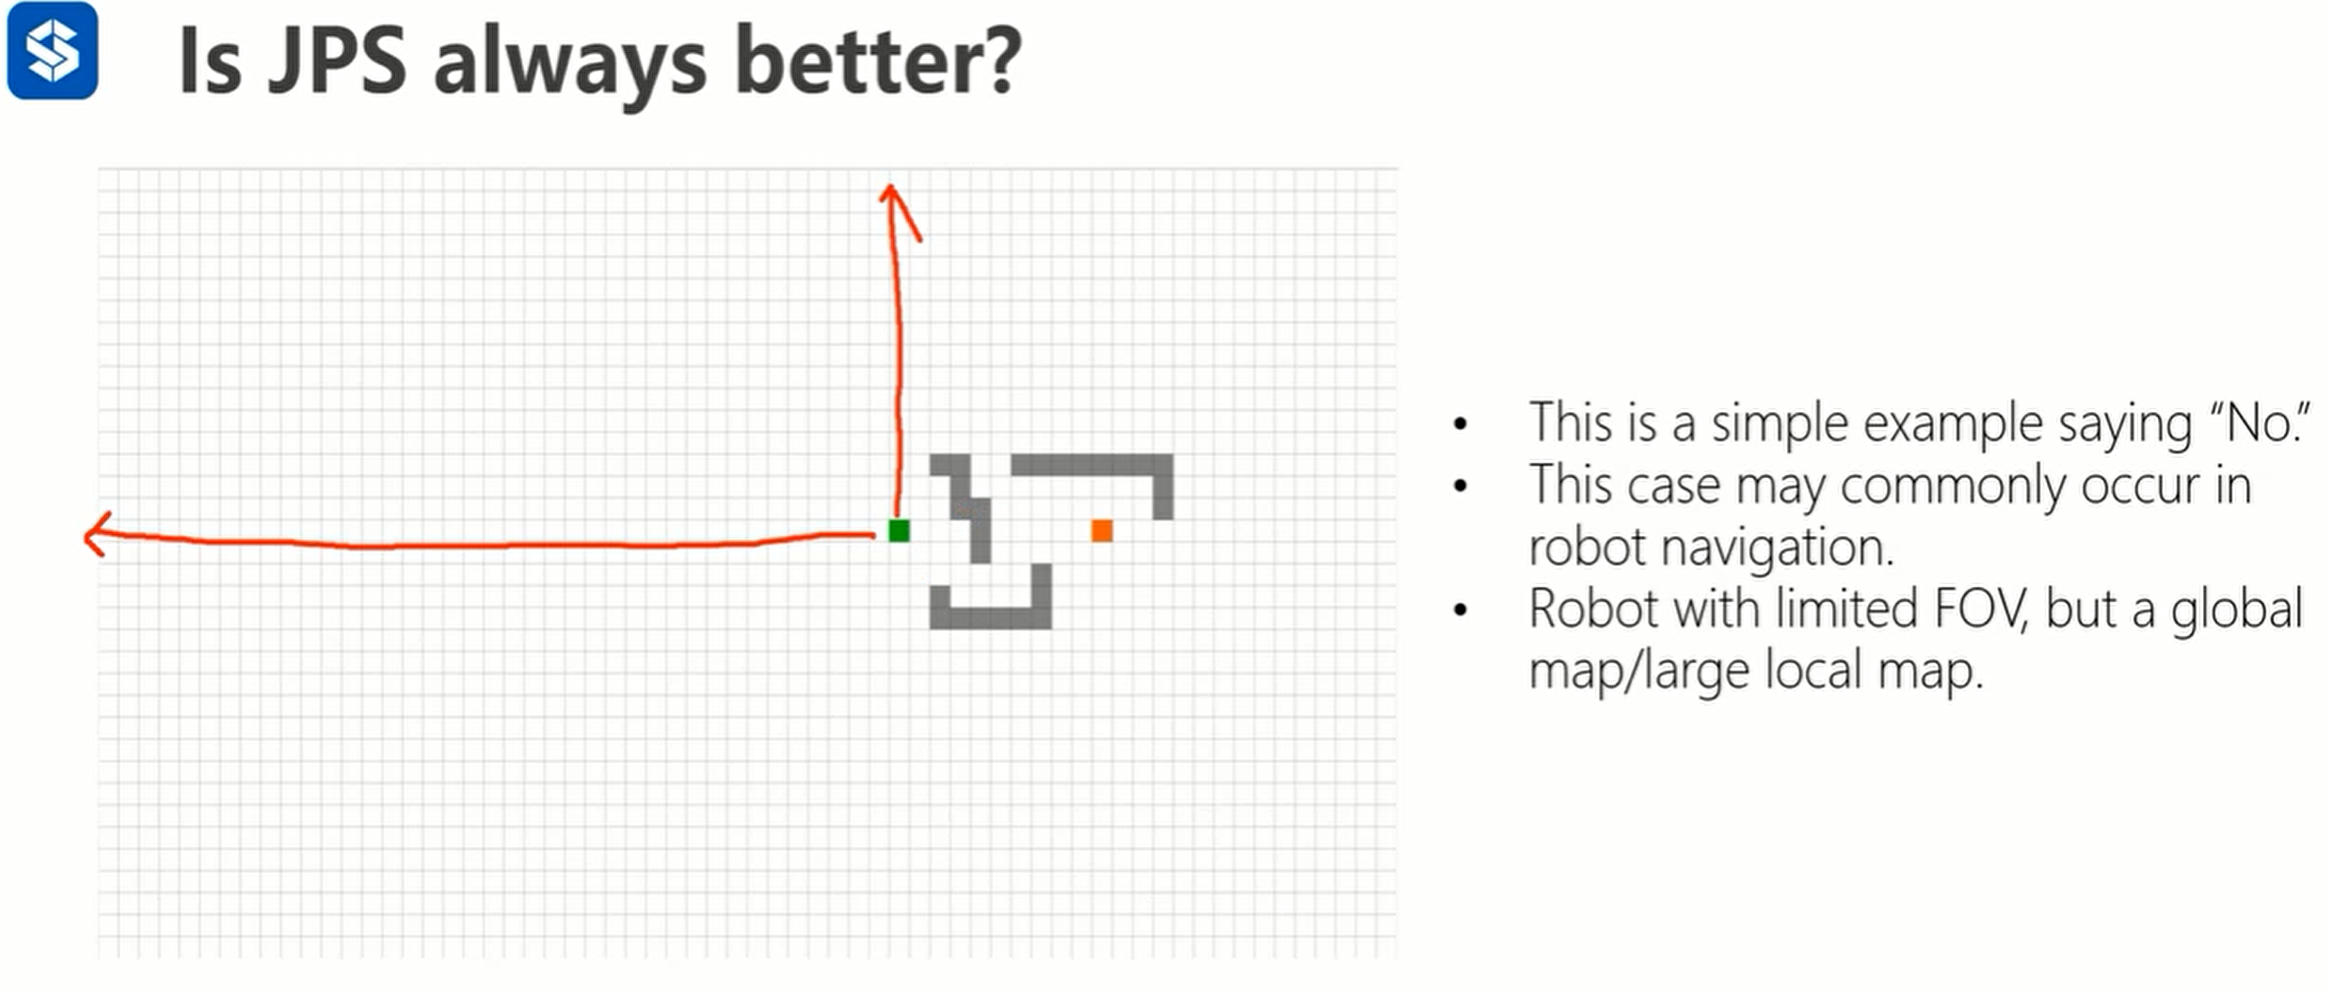 Is JPS always better?
• This is a simple example saying “No.”
• This case may commonly occur in
robot navigation.
• Robot with limited FOV, but a global
map/large local map.